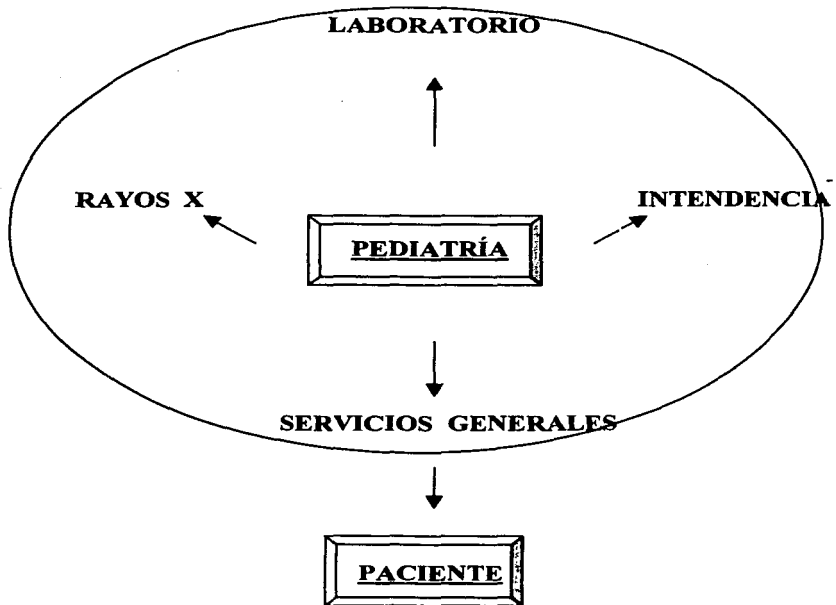 LABORATORIO
RAYOS X
INTENDENCIA
PEDIATRÍA
SERVICIOS GENERALES
PACIENTE